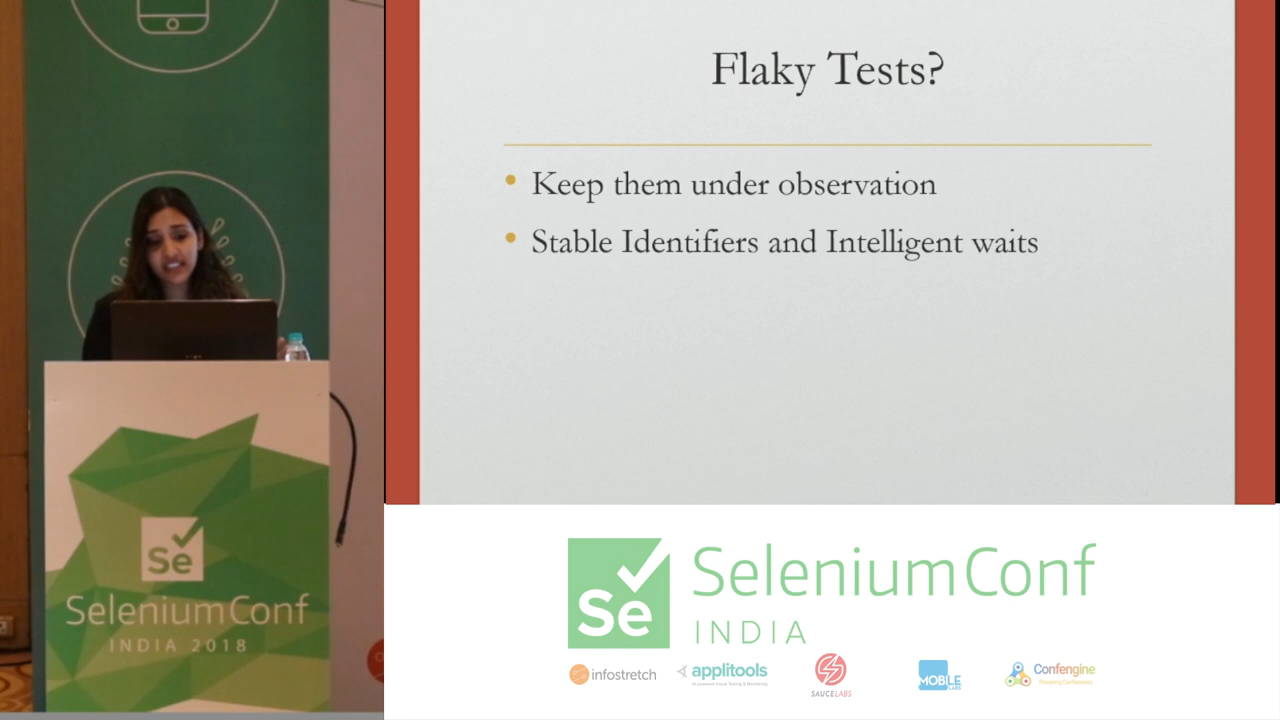 Flaky Tests?
• Keep them under observation
• Stable Identifiers and Intelligent waits
Se
SeleniumConf
INDIA 2018
Se
SeleniumConf
INDIA
infostretch
applitools
SAUCELABS
MOBILE
LABS
Confengine